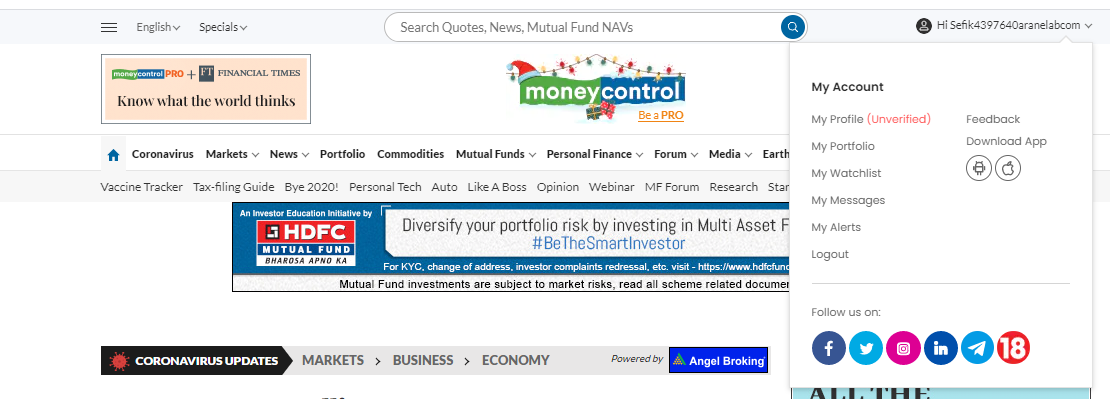 English
Specials
Search Quotes, News, Mutual Fund NAVs
Hi Sefik4397640aranelabcom
moneycontrol PRO + FT FINANCIAL TIMES
Know what the world thinks
moneycontrol
Be a PRO
My Account
My Profile (Unverified)
My Portfolio
My Watchlist
My Messages
My Alerts
Logout
Feedback
Download App
Follow us on:
18
Coronavirus Markets News Portfolio Commodities Mutual Funds Personal Finance Forum Media Earth
Vaccine Tracker Tax-filing Guide Bye 2020! Personal Tech Auto Like A Boss Opinion Webinar MF Forum Research Star
An Investor Education Initiative by
HDFC
MUTUAL FUND
BHAROSA APNO KA
Diversify your portfolio risk by investing in Multi Asset F
#BeTheSmartInvestor
For KYC, change of address, investor complaints redressal, etc. visit - https://www.hdfcfund
Mutual Fund investments are subject to market risks, read all scheme related documen
CORONAVIRUS UPDATES MARKETS BUSINESS ECONOMY
Powered by Angel Broking
ALL THE